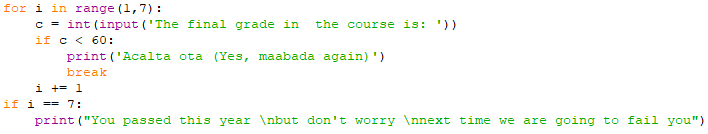 for i in range(1,7):
    c = int(input('The final grade in  the course is: '))
    if c < 60:
        print('Acalta ota (Yes, maabada again)')
        break
    i += 1
if i == 7:
    print("You passed this year \nbut don't worry \nnext time we are going to fail you")